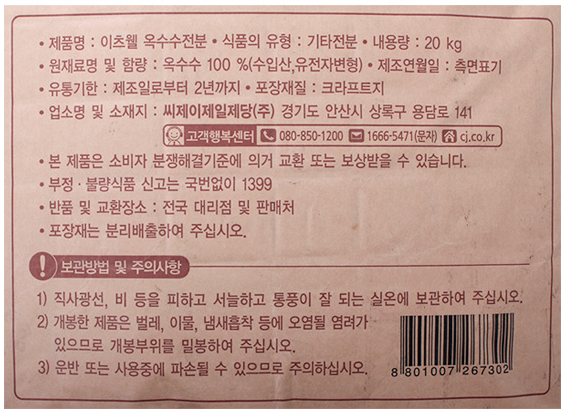 • 제품명 : 이츠웰 옥수수전분 • 식품의 유형 : 기타전분 • 내용량 : 20 kg
• 원재료명 및 함량 : 옥수수 100 %(수입산,유전자변형) • 제조연월일 : 측면표기
• 유통기한 : 제조일로부터 2년까지 • 포장재질 : 크라프트지
• 업소명 및 소재지 : 씨제이제일제당(주) 경기도 안산시 상록구 용담로 141
고객행복센터 080-850-1200 1666-5471(문자) cj.co.kr
• 본 제품은 소비자 분쟁해결기준에 의거 교환 또는 보상받을 수 있습니다.
• 부정·불량식품 신고는 국번없이 1399
• 반품 및 교환장소 : 전국 대리점 및 판매처
• 포장재는 분리배출하여 주십시오.
! 보관방법 및 주의사항
1) 직사광선, 비 등을 피하고 서늘하고 통풍이 잘 되는 실온에 보관하여 주십시오.
2) 개봉한 제품은 벌레, 이물, 냄새흡착 등에 오염될 염려가
있으므로 개봉부위를 밀봉하여 주십시오.
3) 운반 또는 사용중에 파손될 수 있으므로 주의하십시오.
8 801007 267302